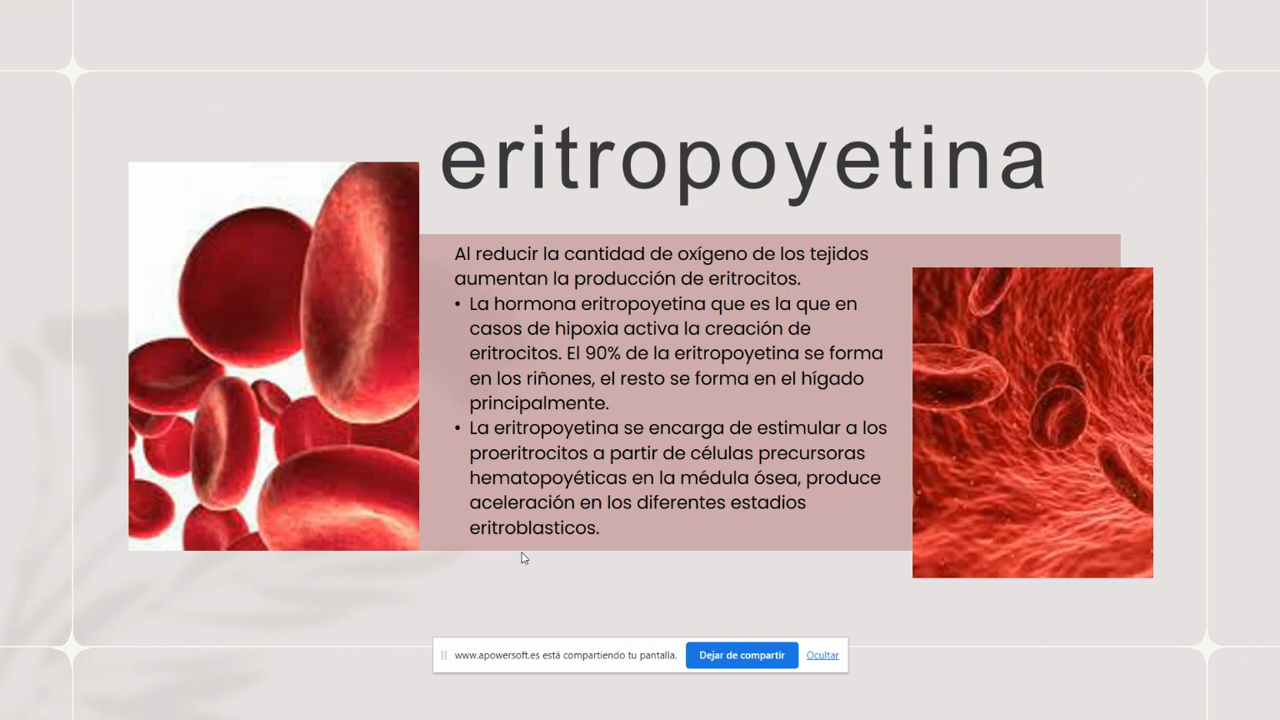 eritropoyetina
Al reducir la cantidad de oxígeno de los tejidos
aumentan la producción de eritrocitos.
• La hormona eritropoyetina que es la que en
casos de hipoxia activa la creación de
eritrocitos. El 90% de la eritropoyetina se forma
en los riñones, el resto se forma en el hígado
principalmente.
• La eritropoyetina se encarga de estimular a los
proeritrocitos a partir de células precursoras
hematopoyéticas en la médula ósea, produce
aceleración en los diferentes estadios
eritroblasticos.
www.apowersoft.es está compartiendo tu pantalla. Dejar de compartir Ocultar